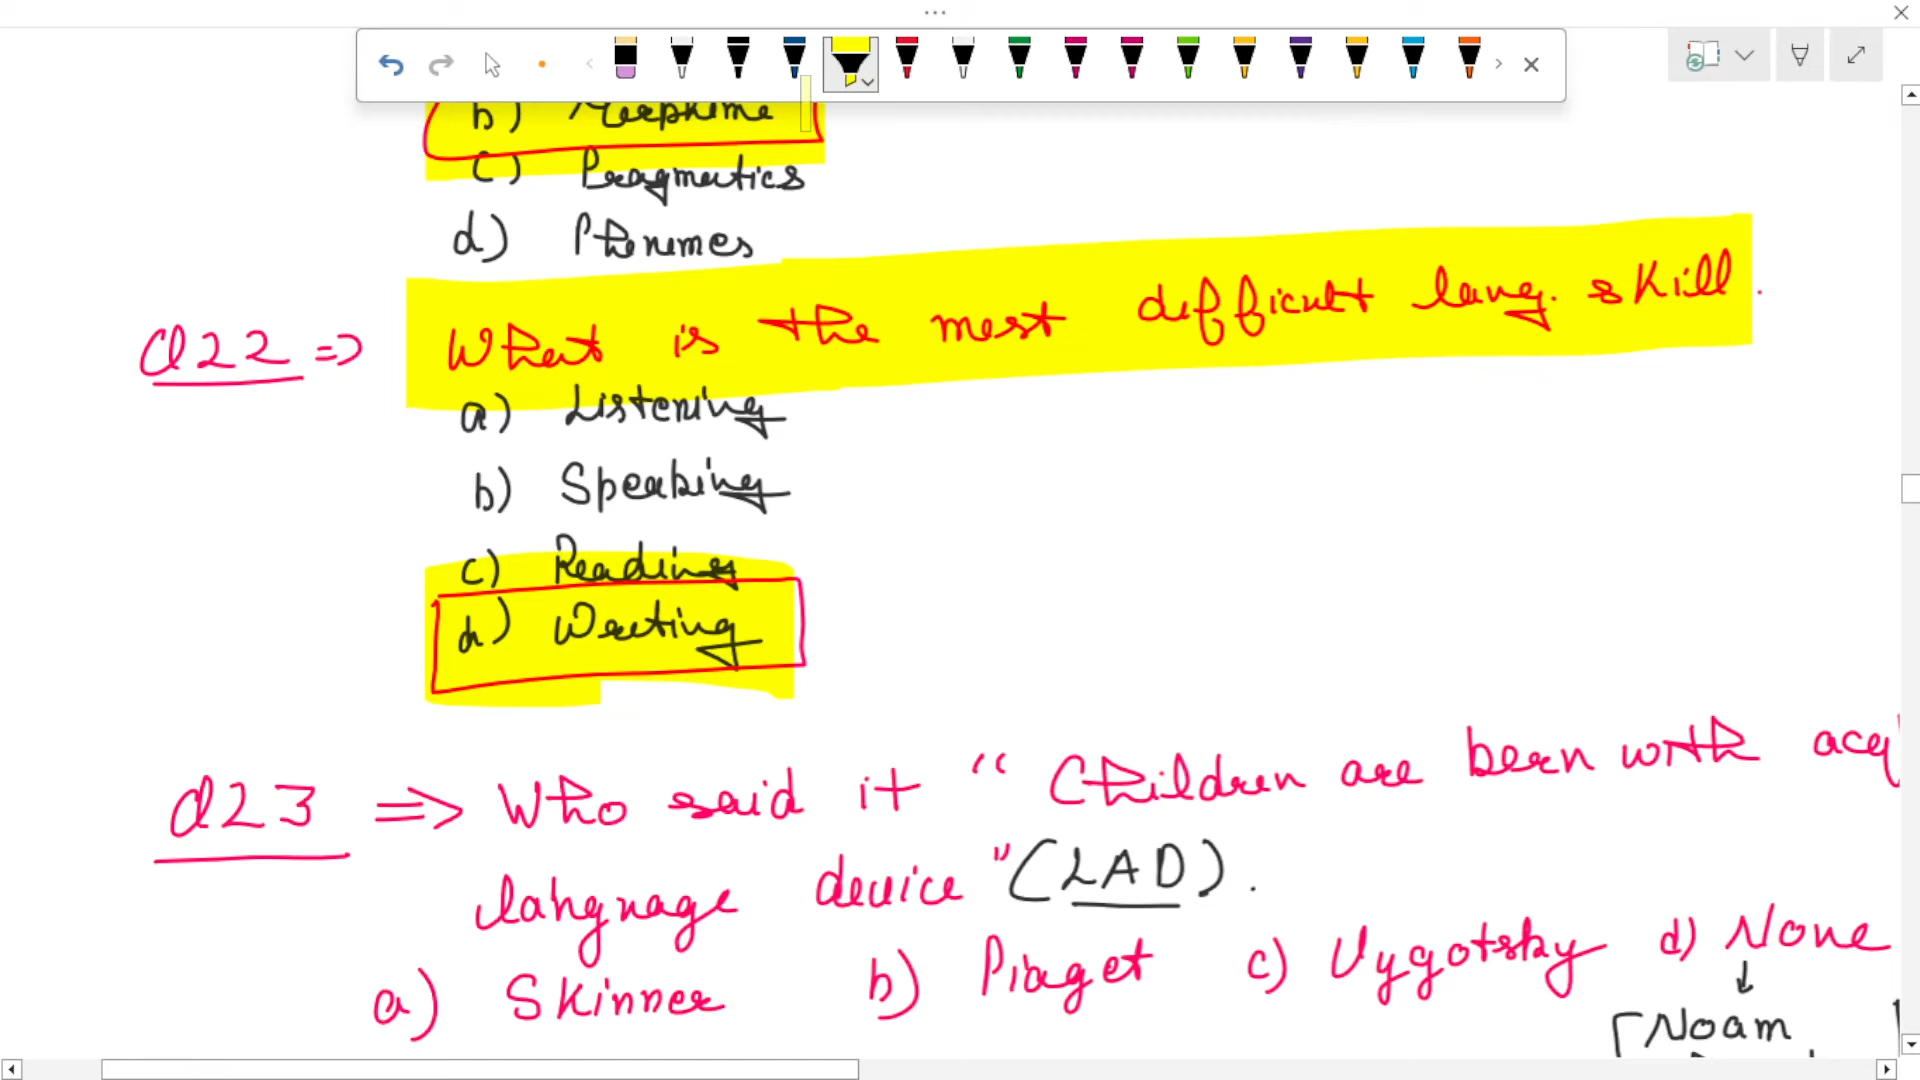 b) Morpheme
c) Pragmatics
d) Phonemes
Q22 => What is the most difficult lang. skill.
a) Listening
b) Speaking
c) Reading
d) Writing
Q23 => Who said it " Children are born with acq
language device " (LAD).
a) Skinner b) Piaget c) Vygotsky d) None
↓
[Noam